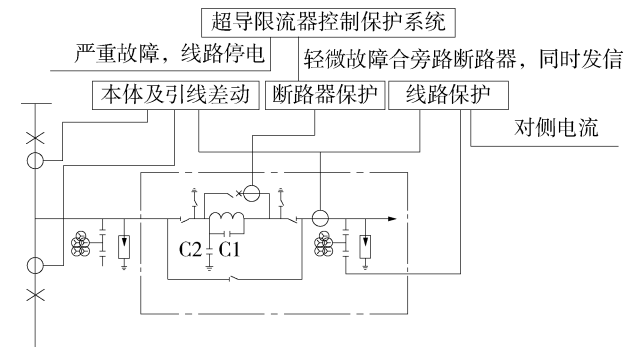 超导限流器控制保护系统
严重故障，线路停电
轻微故障合旁路断路器，同时发信
本体及引线差动
断路器保护
线路保护
对侧电流
C2
C1